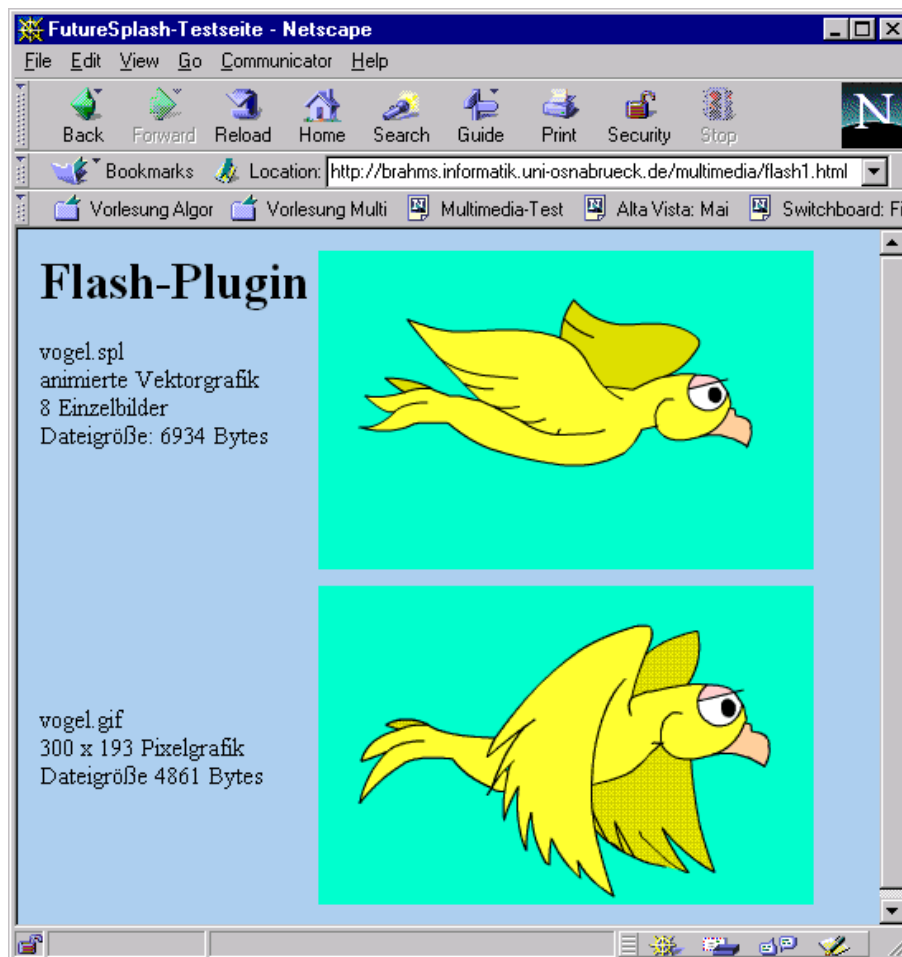 FutureSplash-Testseite - Netscape
File Edit View Go Communicator Help
Back Forward Reload Home Search Guide Print Security Stop
N
Bookmarks Location: http://brahms.informatik.uni-osnabrueck.de/multimedia/flash1.html
Vorlesung Algor Vorlesung Multi Multimedia-Test Alta Vista: Mai Switchboard: Fi
Flash-Plugin
vogel.spl
animierte Vektorgrafik
8 Einzelbilder
Dateigröße: 6934 Bytes
vogel.gif
300 x 193 Pixelgrafik
Dateigröße 4861 Bytes